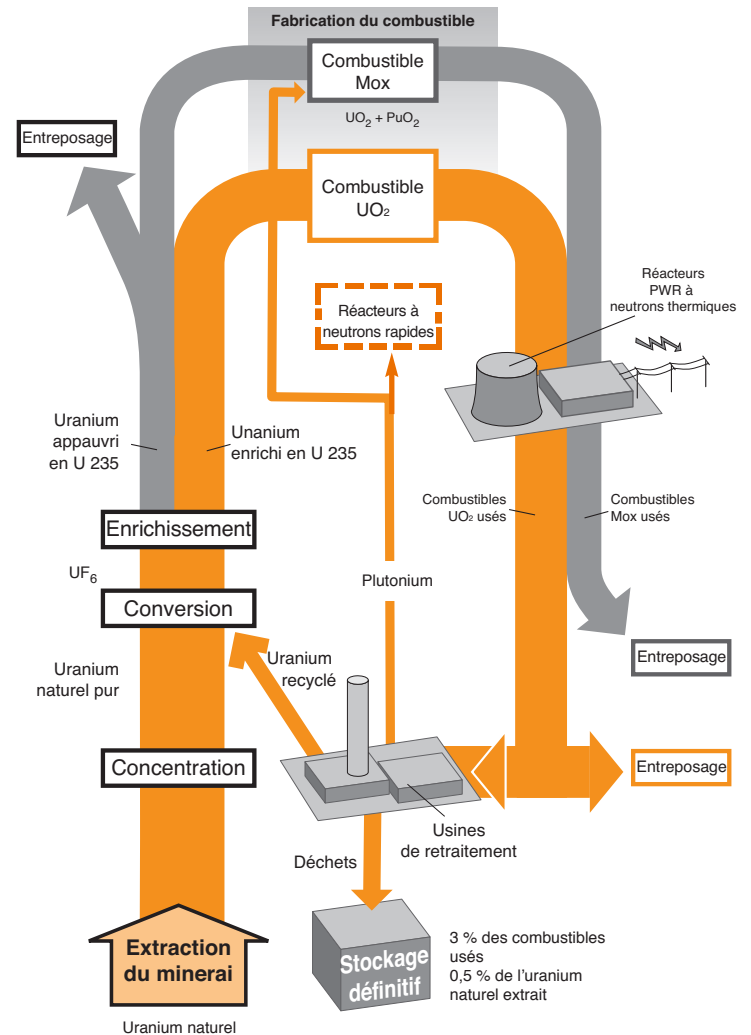 Fabrication du combustible
Combustible
Mox
UO2 + PuO2
Entreposage
Combustible
UO2
Réacteurs
PWR à
neutrons thermiques
Réacteurs à
neutrons rapides
Uranium
appauvri
en U 235
Unanium
enrichi en U 235
Combustibles
UO2 usés
Combustibles
Mox usés
Enrichissement
UF6
Plutonium
Conversion
Uranium
naturel pur
Uranium
recyclé
Entreposage
Concentration
Entreposage
Usines
de retraitement
Déchets
Extraction
du minerai
Stockage
définitif
3 % des combustibles
usés
0,5 % de l'uranium
naturel extrait
Uranium naturel